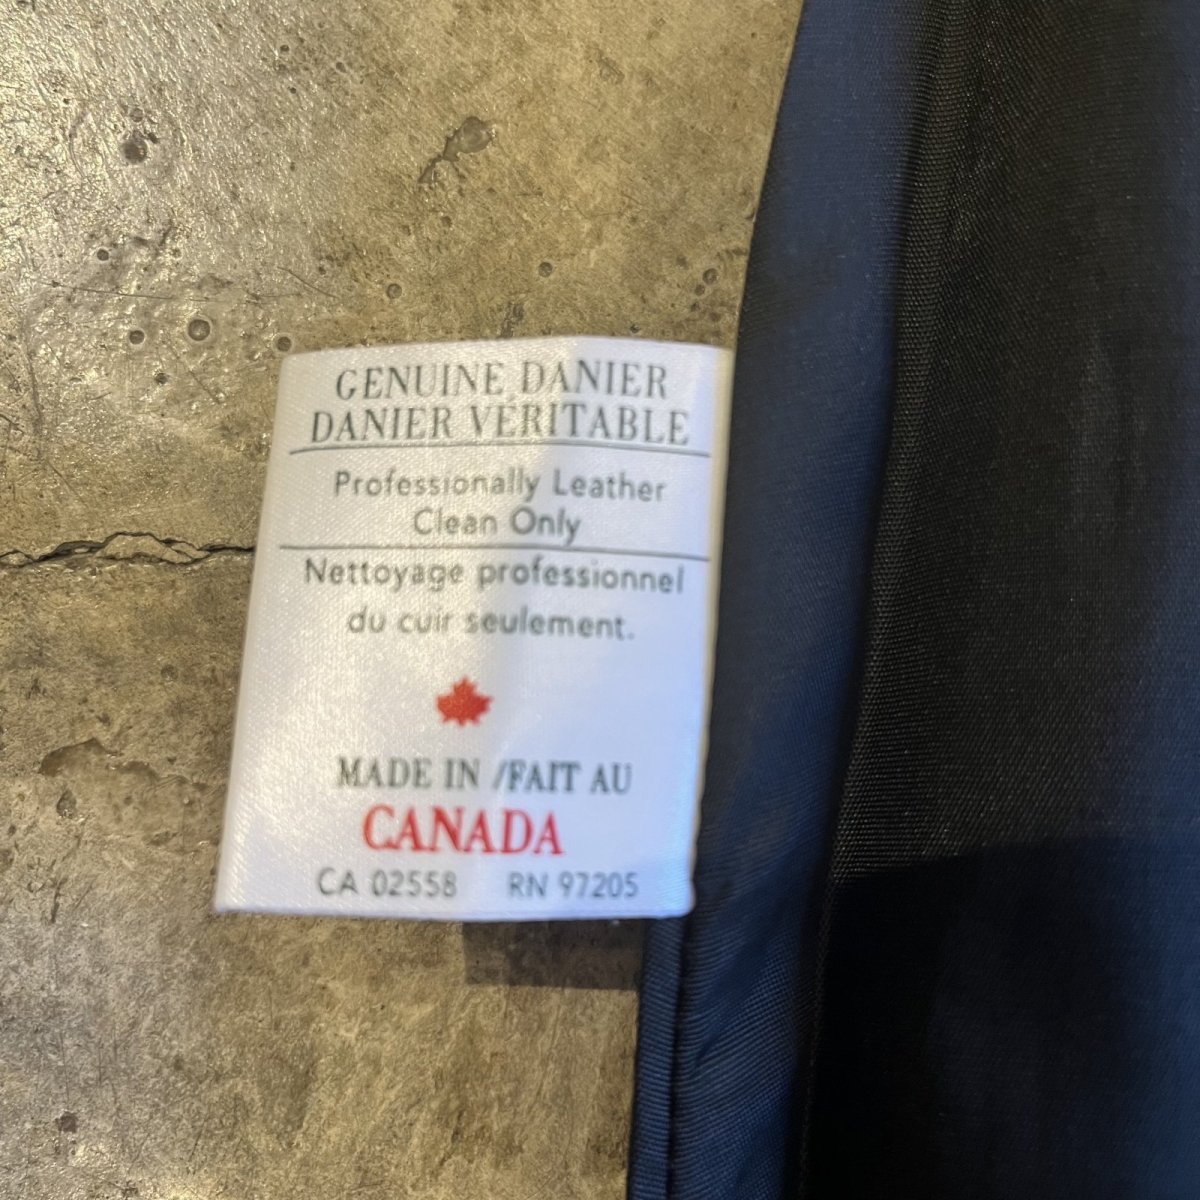 GENUINE DANIER
DANIER VÉRITABLE
Professionally Leather
Clean Only
Nettoyage professionnel
du cuir seulement.
MADE IN /FAIT AU
CANADA
CA 02558 RN 97205